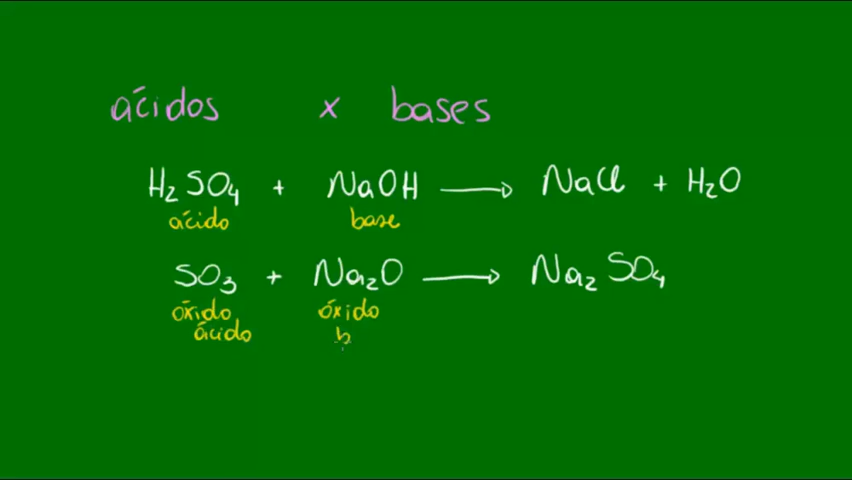 ácidos x bases
H₂SO₄ + NaOH → NaCl + H₂O
ácido base
SO₃ + Na₂O → Na₂SO₄
óxido óxido
ácido b